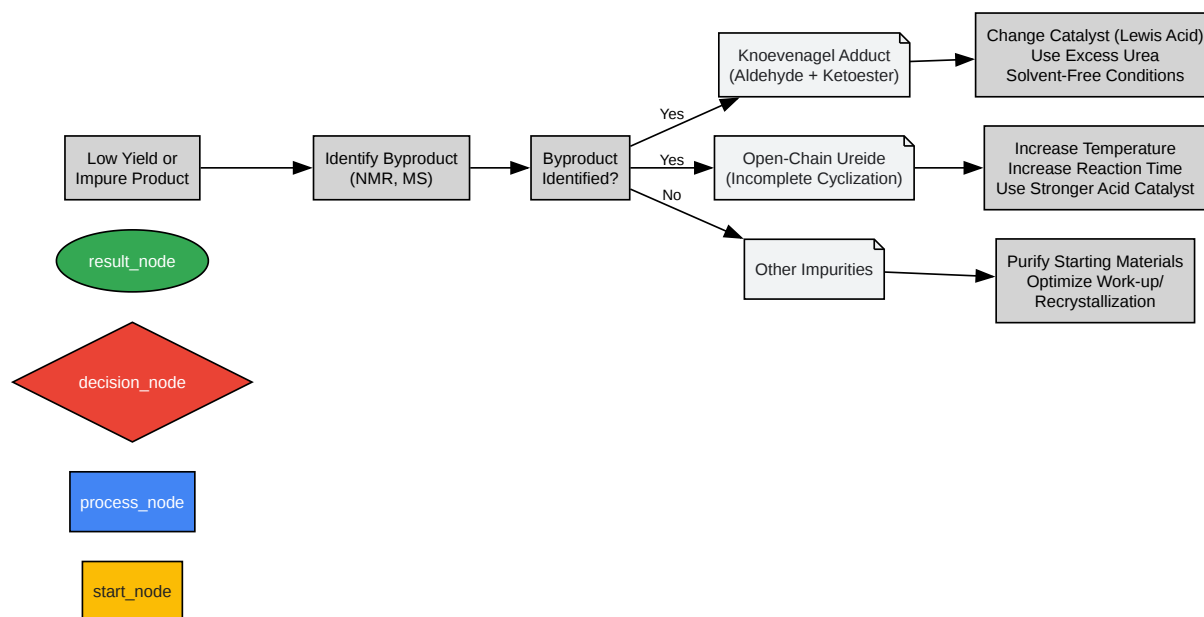 Low Yield or
Impure Product
Identify Byproduct
(NMR, MS)
Byproduct
Identified?
Yes
Knoevenagel Adduct
(Aldehyde + Ketoester)
Change Catalyst (Lewis Acid)
Use Excess Urea
Solvent-Free Conditions
Yes
Open-Chain Ureide
(Incomplete Cyclization)
Increase Temperature
Increase Reaction Time
Use Stronger Acid Catalyst
No
Other Impurities
Purify Starting Materials
Optimize Work-up/
Recrystallization
result_node
decision_node
process_node
start_node